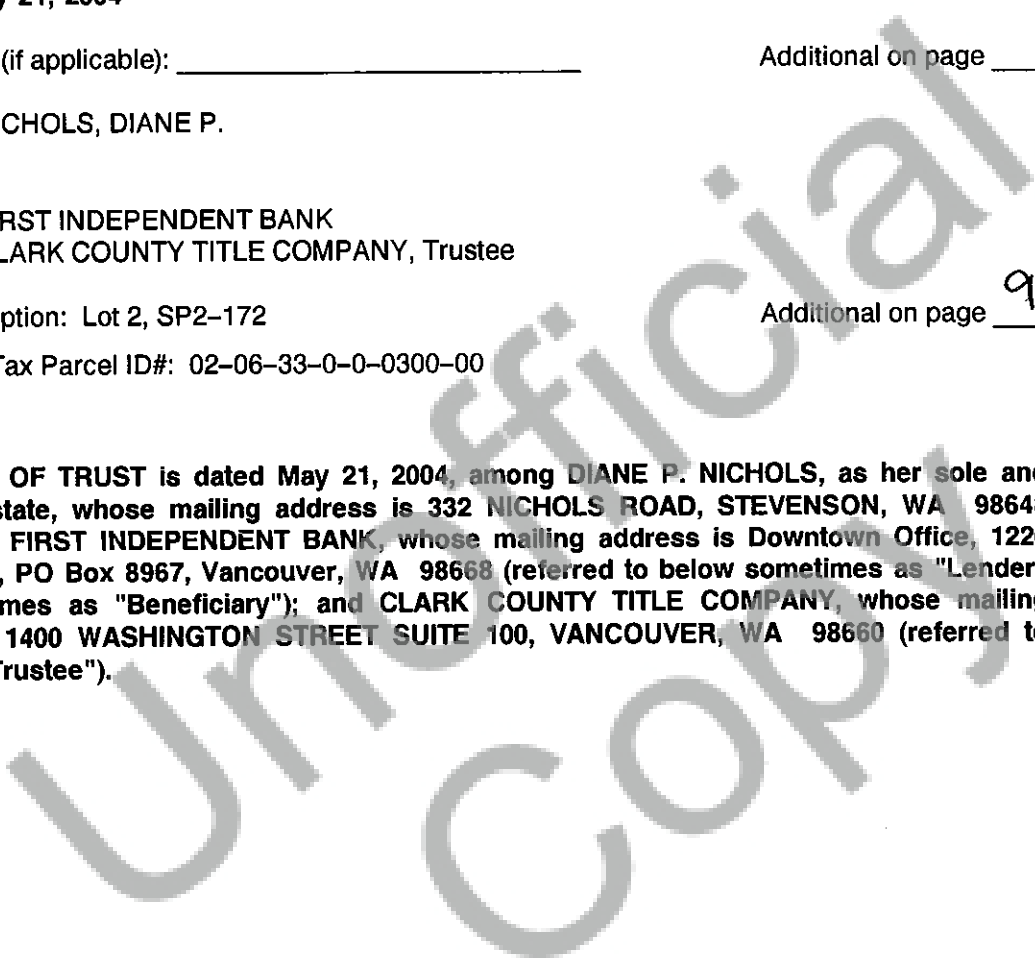 21, 2004
(if applicable): Additional on page
CHOLS, DIANE P.
RST INDEPENDENT BANK
LARK COUNTY TITLE COMPANY, Trustee
ption: Lot 2, SP2–172 Additional on page 9
Tax Parcel ID#: 02–06–33–0–0–0300–00
OF TRUST is dated May 21, 2004, among DIANE P. NICHOLS, as her sole and
state, whose mailing address is 332 NICHOLS ROAD, STEVENSON, WA 98648
FIRST INDEPENDENT BANK, whose mailing address is Downtown Office, 122
, PO Box 8967, Vancouver, WA 98668 (referred to below sometimes as "Lender
mes as "Beneficiary"); and CLARK COUNTY TITLE COMPANY, whose mailing
1400 WASHINGTON STREET SUITE 100, VANCOUVER, WA 98660 (referred to
Trustee").
Unofficial
Copy